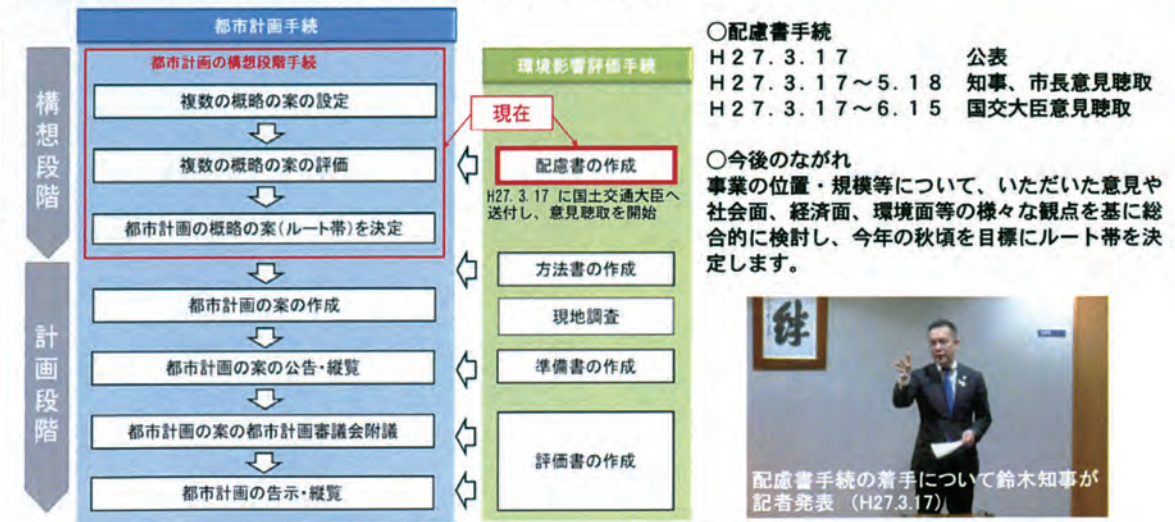 都市計画手続
都市計画の構想段階手続
複数の概略の案の設定
複数の概略の案の評価
都市計画の概略の案(ルート帯)を決定
都市計画の案の作成
都市計画の案の公告・縦覧
都市計画の案の都市計画審議会附議
都市計画の告示・縦覧
構想段階
計画段階
環境影響評価手続
現在
配慮書の作成
H27.3.17 に国土交通大臣へ
送付し、意見聴取を開始
方法書の作成
現地調査
準備書の作成
評価書の作成
○配慮書手続
H27.3.17 公表
H27.3.17~5.18 知事、市長意見聴取
H27.3.17~6.15 国交大臣意見聴取
○今後のながれ
事業の位置・規模等について、いただいた意見や
社会面、経済面、環境面等の様々な観点を基に総
合的に検討し、今年の秋頃を目標にルート帯を決
定します。
絆
配慮書手続の着手について鈴木知事が
記者発表 (H27.3.17)